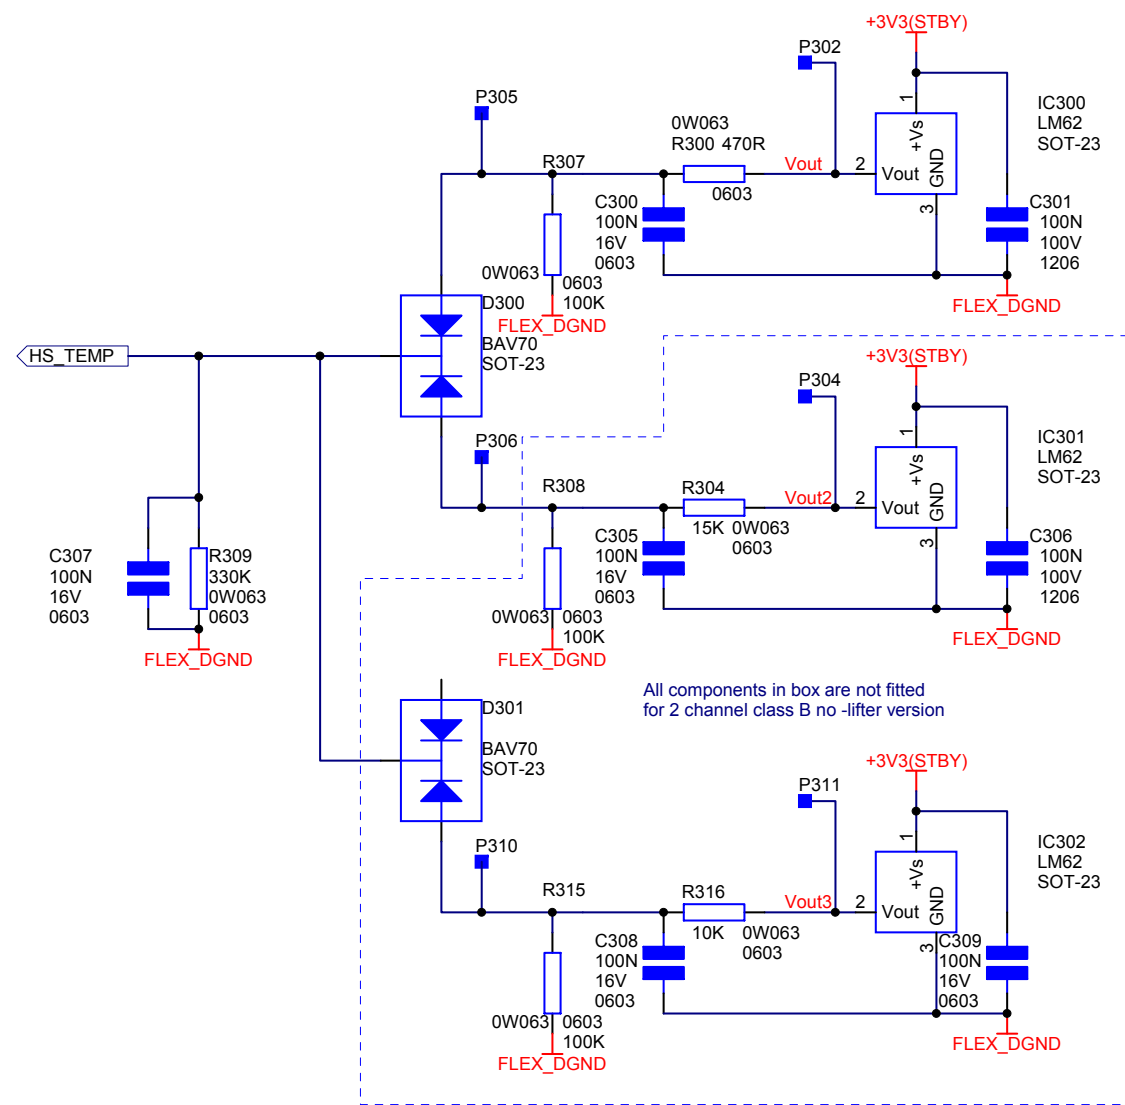 +3V3(STBY)
P302
P305
IC300
LM62
SOT-23
0W063
R300 470R
1
+Vs
GND
Vout
3
Vout
2
R307
0603
C300
100N
16V
0603
C301
100N
100V
1206
0W063
0603
100K
FLEX_DGND
FLEX_DGND
D300
BAV70
SOT-23
HS_TEMP
+3V3(STBY)
P304
P306
IC301
LM62
SOT-23
1
+Vs
GND
Vout
3
R308
R304
Vout2
2
15K
0W063
0603
C305
100N
16V
0603
C306
100N
100V
1206
C307
100N
16V
0603
R309
330K
0W063
0603
FLEX_DGND
0W063
0603
100K
FLEX_DGND
FLEX_DGND
All components in box are not fitted
for 2 channel class B no -lifter version
D301
BAV70
SOT-23
+3V3(STBY)
P311
P310
IC302
LM62
SOT-23
1
+Vs
GND
Vout
3
R315
R316
Vout3
2
10K
0W063
0603
C308
100N
16V
0603
C309
100N
16V
0603
0W063
0603
100K
FLEX_DGND
FLEX_DGND